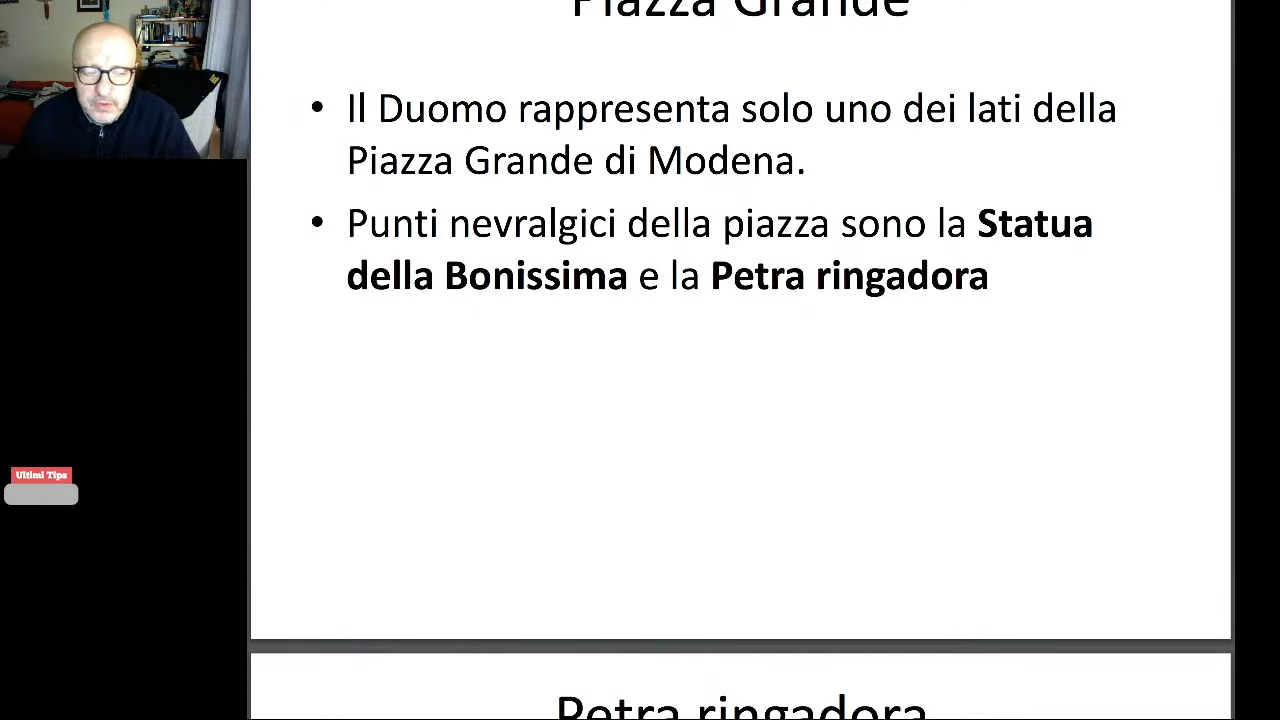 Piazza Grande
• Il Duomo rappresenta solo uno dei lati della
Piazza Grande di Modena.
• Punti nevralgici della piazza sono la Statua
della Bonissima e la Petra ringadora
Ultimi Tips
Petra ringadora